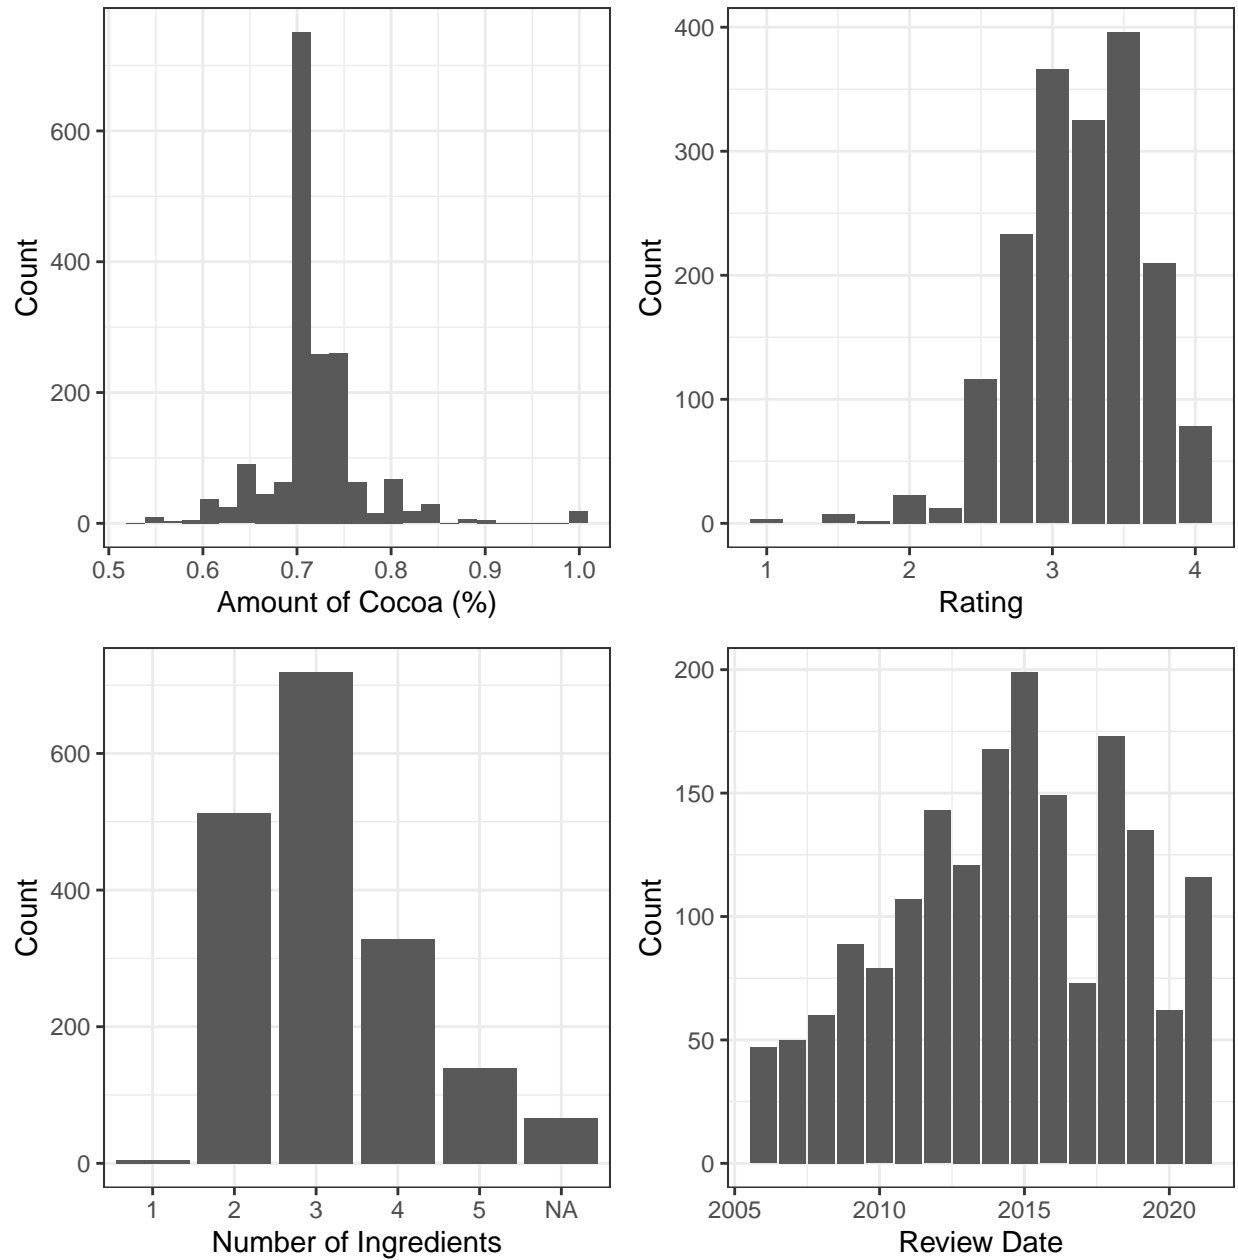 0
200
400
600
0.5 0.6 0.7 0.8 0.9 1.0
Amount of Cocoa (%)
Count
0
100
200
300
400
1 2 3 4
Rating
Count
0
200
400
600
1 2 3 4 5 NA
Number of Ingredients
Count
0
50
100
150
200
2005 2010 2015 2020
Review Date
Count